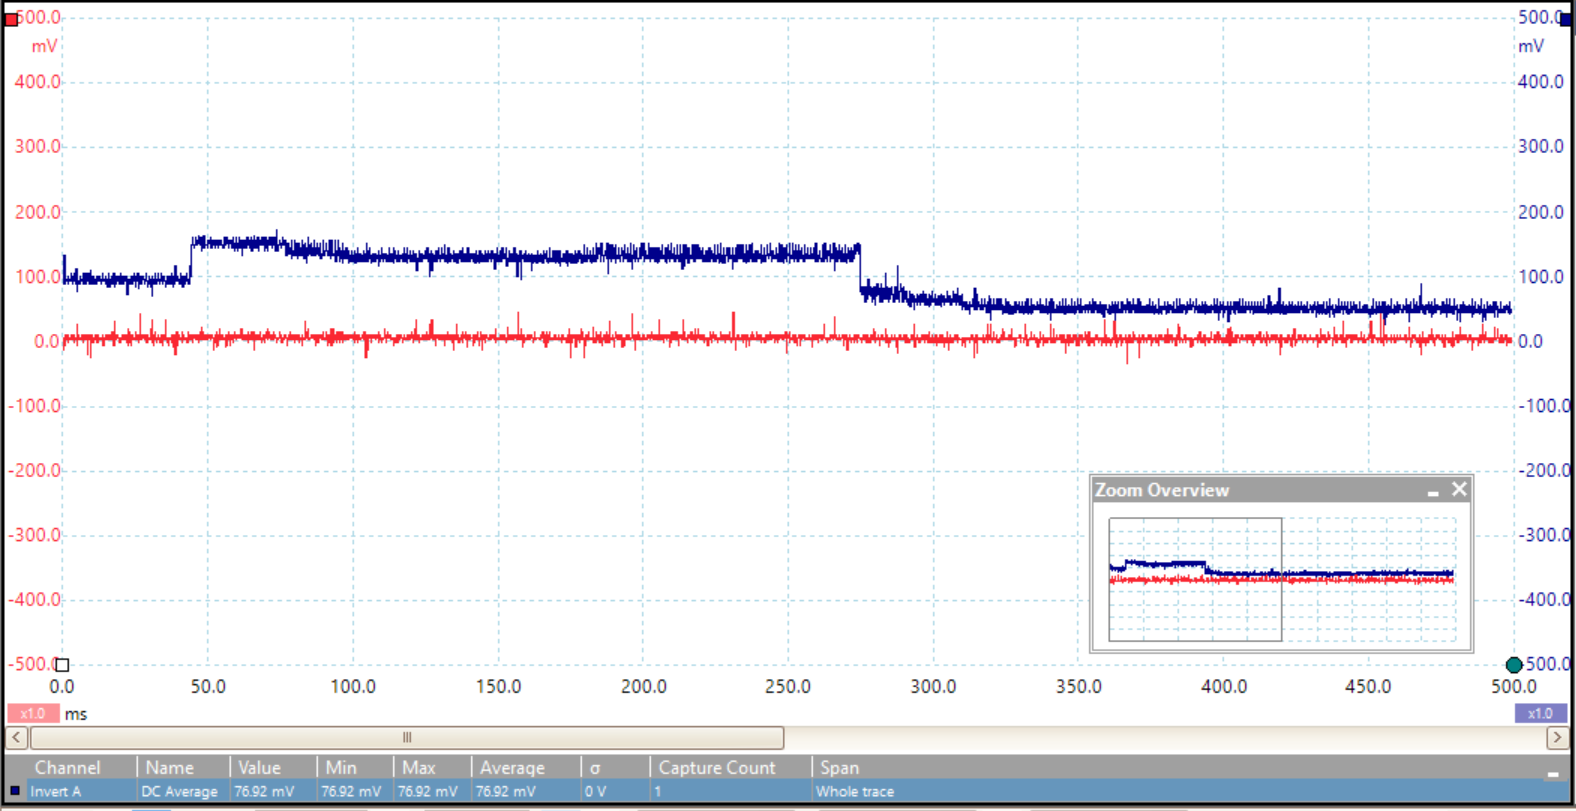 500.0 500.0
mV mV
400.0 400.0
300.0 300.0
200.0 200.0
100.0 100.0
0.0 0.0
-100.0 -100.0
-200.0 -200.0
Zoom Overview
-300.0 -300.0
-400.0 -400.0
-500.0 500.0
0.0 50.0 100.0 150.0 200.0 250.0 300.0 350.0 400.0 450.0 500.0
x1.0 ms x1.0
Channel Name Value Min Max Average σ Capture Count Span
Invert A DC Average 76.92 mV 76.92 mV 76.92 mV 76.92 mV 0 V 1 Whole trace